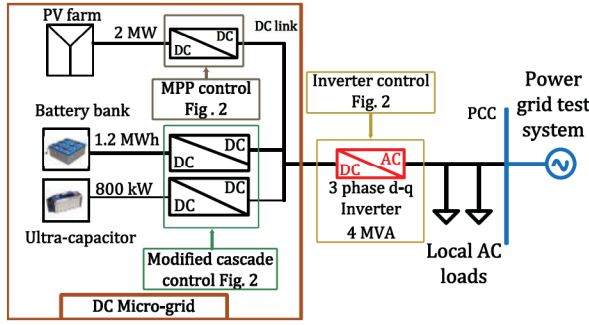 PV farm
2 MW
DC
DC
DC link
MPP control
Fig . 2
Battery bank
1.2 MWh
DC
DC
800 kW
DC
DC
Ultra-capacitor
Modified cascade
control Fig. 2
DC Micro-grid
Inverter control
Fig. 2
DC
AC
3 phase d-q
Inverter
4 MVA
PCC
Power
grid test
system
Local AC
loads